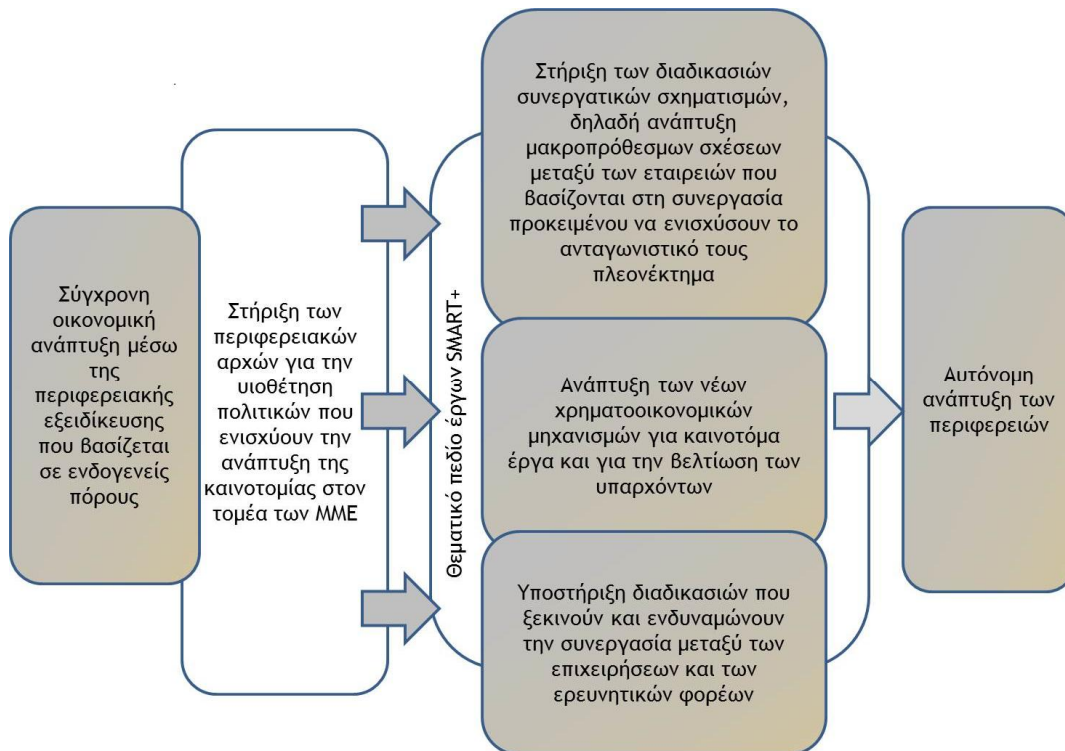 Σύγχρονη
οικονομική
ανάπτυξη μέσω
της
περιφερειακής
εξειδίκευσης
που βασίζεται
σε ενδογενείς
πόρους
Στήριξη των
περιφερειακών
αρχών για την
υιοθέτηση
πολιτικών που
ενισχύουν την
ανάπτυξη της
καινοτομίας στον
τομέα των ΜΜΕ
Θεματικό πεδίο έργων SMART+
Στήριξη των διαδικασιών
συνεργατικών σχηματισμών,
δηλαδή ανάπτυξη
μακροπρόθεσμων σχέσεων
μεταξύ των εταιρειών που
βασίζονται στη συνεργασία
προκειμένου να ενισχύσουν το
ανταγωνιστικό τους
πλεονέκτημα
Ανάπτυξη των νέων
χρηματοοικονομικών
μηχανισμών για καινοτόμα
έργα και για την βελτίωση των
υπαρχόντων
Υποστήριξη διαδικασιών που
ξεκινούν και ενδυναμώνουν
την συνεργασία μεταξύ των
επιχειρήσεων και των
ερευνητικών φορέων
Αυτόνομη
ανάπτυξη των
περιφερειών